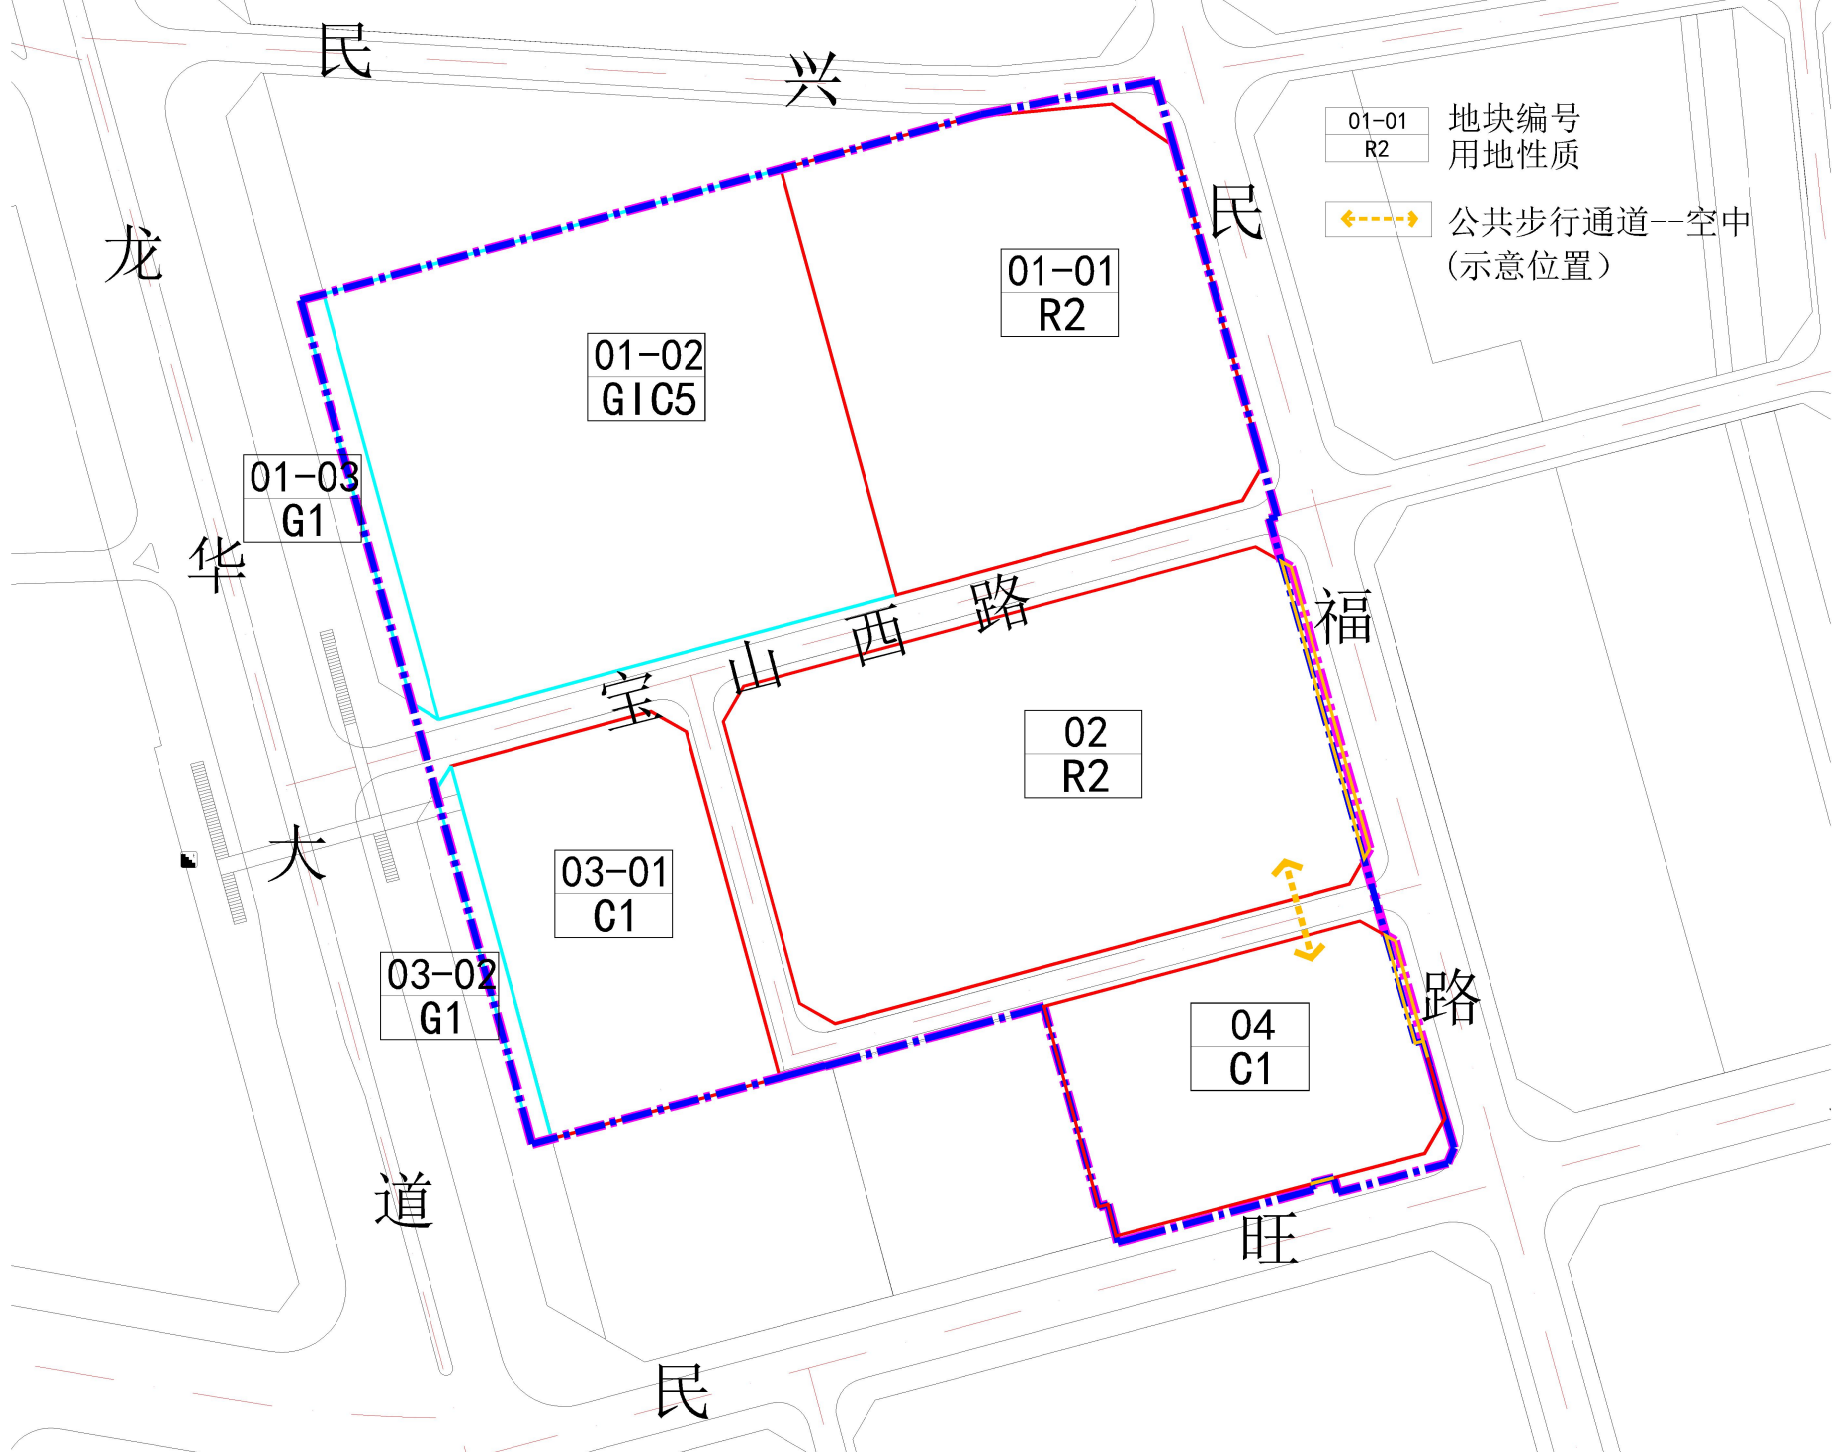 民
兴
01-01
R2
地块编号
用地性质
公共步行通道--空中
(示意位置)
龙
民
01-01
R2
01-02
GIC5
01-03
G1
华
福
宝
山
西
路
02
R2
大
03-01
C1
03-02
G1
路
04
C1
道
旺
民